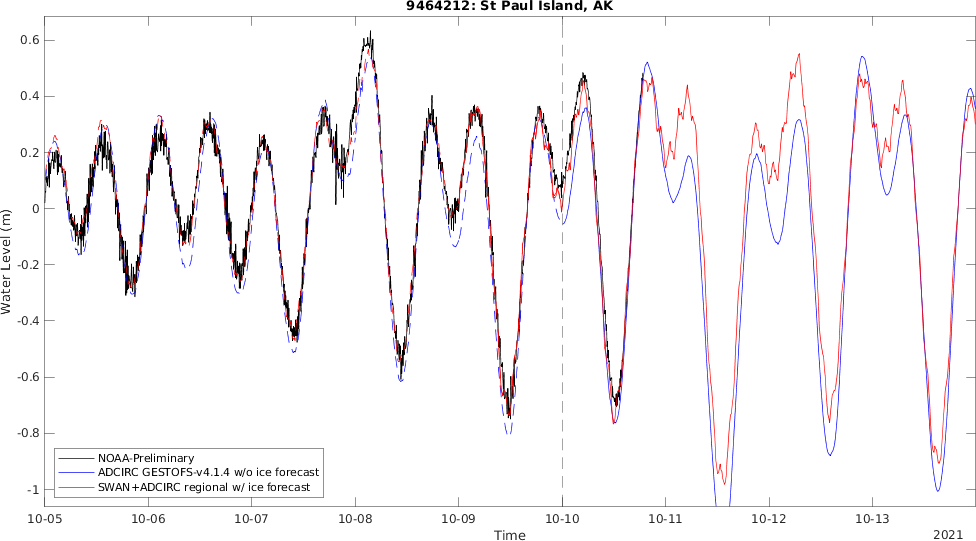 9464212: St Paul Island, AK
0.6
0.4
0.2
0
-0.2
-0.4
-0.6
-0.8
-1
Water Level (m)
NOAA-Preliminary
ADCIRC GESTOFS-v4.1.4 w/o ice forecast
SWAN+ADCIRC regional w/ ice forecast
10-05 10-06 10-07 10-08 10-09 10-10 10-11 10-12 10-13
Time
2021